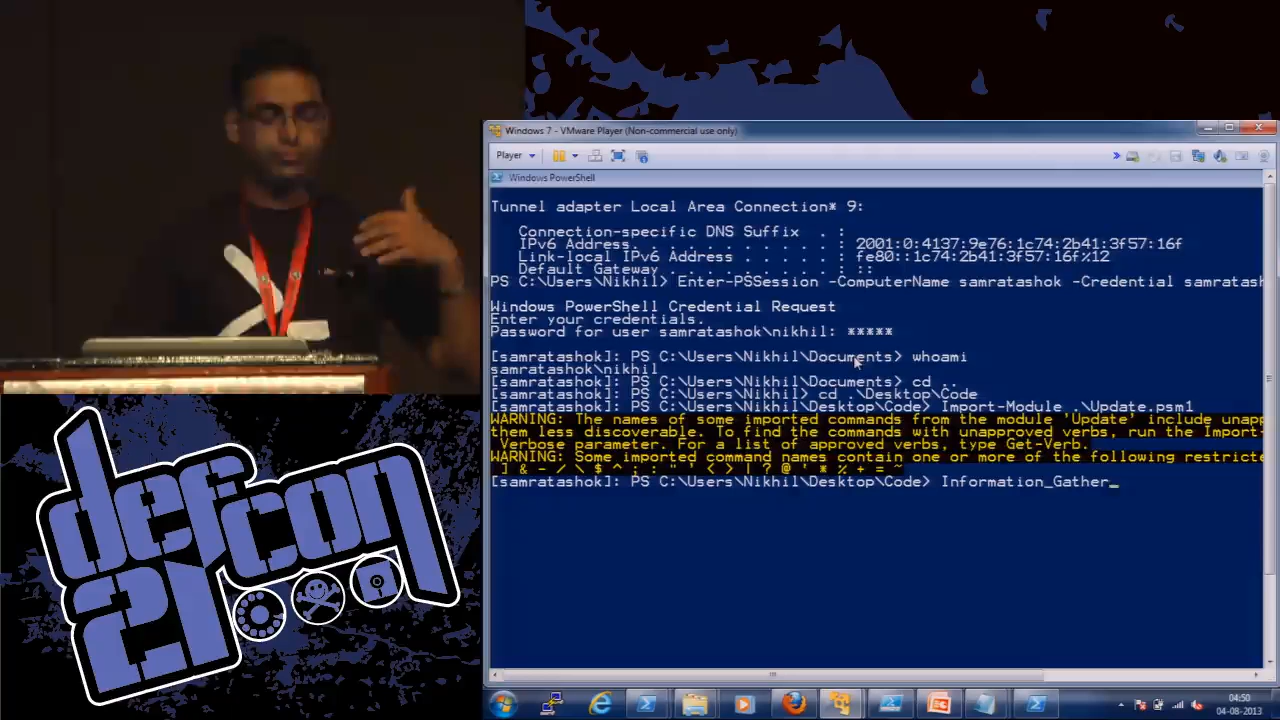 Windows 7 - VMware Player (Non-commercial use only)
Player
Windows PowerShell
Tunnel adapter Local Area Connection* 9:
Connection-specific DNS Suffix . :
IPv6 Address. . . . . . . . . . . : 2001:0:4137:9e76:1c74:2b41:3f57:16f
Link-local IPv6 Address . . . . . : fe80::1c74:2b41:3f57:16f%12
Default Gateway . . . . . . . . . : ::
PS C:\Users\Nikhil> Enter-PSSession -ComputerName samratashok -Credential samratash
Windows PowerShell Credential Request
Enter your credentials.
Password for user samratashok\nikhil: *****
[samratashok]: PS C:\Users\Nikhil\Documents> whoami
samratashok\nikhil
[samratashok]: PS C:\Users\Nikhil\Documents> cd ..
[samratashok]: PS C:\Users\Nikhil> cd .\Desktop\Code
[samratashok]: PS C:\Users\Nikhil\Desktop\Code> Import-Module .\Update.psm1
WARNING: The names of some imported commands from the module 'Update' include unapp
them less discoverable. To find the commands with unapproved verbs, run the Import-
Verbose parameter. For a list of approved verbs, type Get-Verb.
WARNING: Some imported command names contain one or more of the following restricte
] & - / \ $ ^ ; : " ' < > | ? @ ` * % + = ~
[samratashok]: PS C:\Users\Nikhil\Desktop\Code> Information_Gather_
defcon
21
04:50
04-08-2013